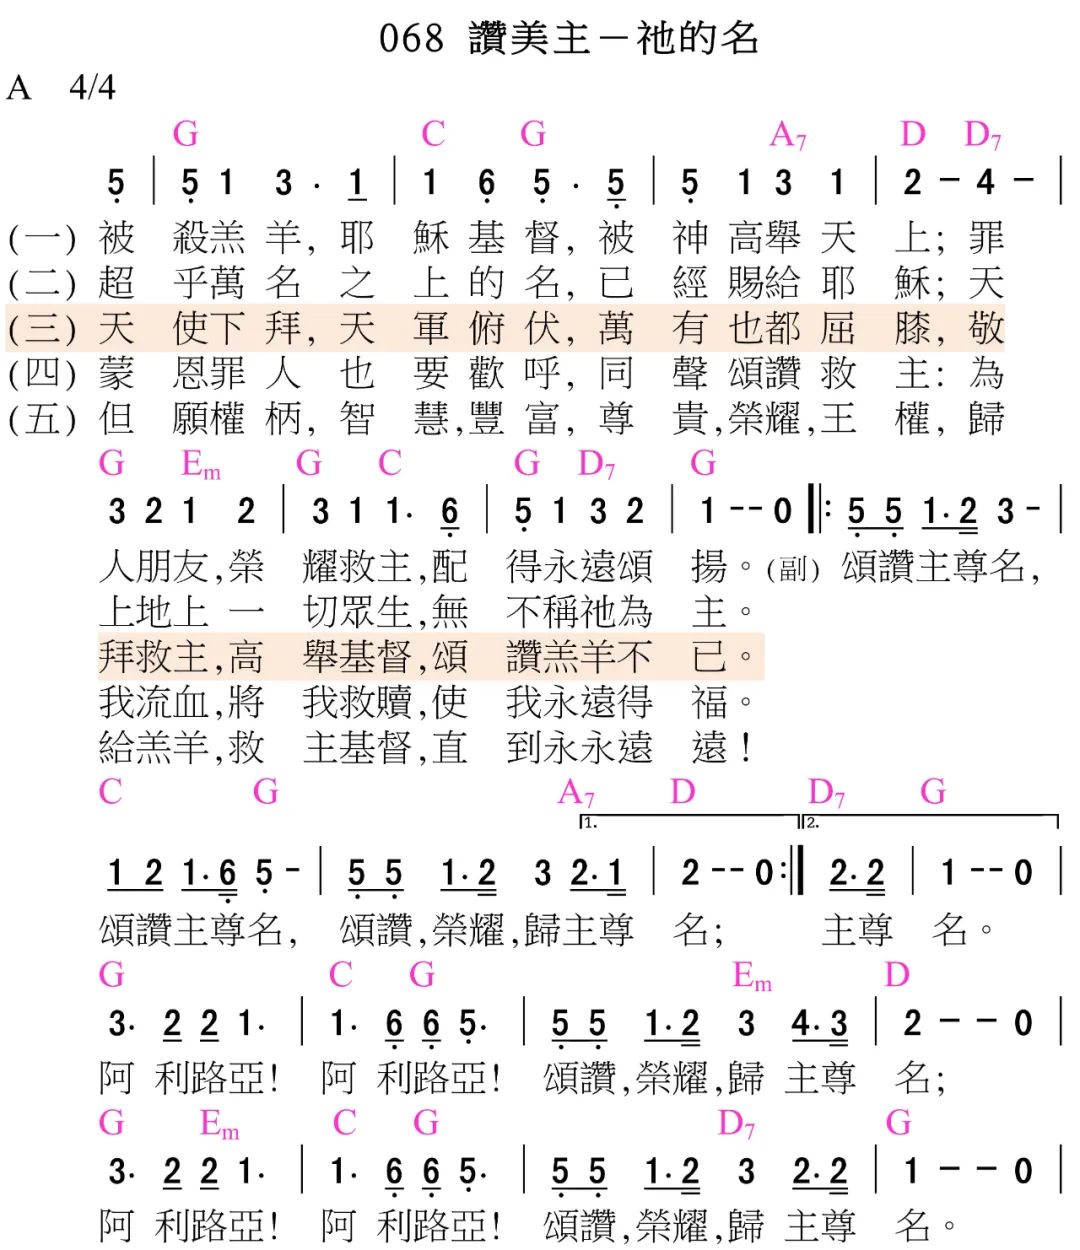 068 讚美主－祂的名
A 4/4
G C G A7 D D7
5 | 5 1 3 · 1 | 1 6 5 · 5 | 5 1 3 1 | 2 － 4 － |
(一) 被 殺羔 羊, 耶 穌 基 督, 被 神 高舉 天 上; 罪
(二) 超 乎萬 名 之 上 的 名, 已 經 賜給 耶 穌; 天
(三) 天 使下 拜, 天 軍 俯 伏, 萬 有 也都 屈 膝, 敬
(四) 蒙 恩罪 人 也 要 歡 呼, 同 聲 頌讚 救 主: 為
(五) 但 願權 柄, 智 慧,豐 富, 尊 貴,榮耀,王 權, 歸
G Em G C G D7 G
3 2 1 2 | 3 1 1· 6 | 5 1 3 2 | 1 -- 0 ‖: 5 5 1·2 3 - |
人朋友,榮 耀救主,配 得永遠頌 揚。(副) 頌讚主尊名,
上地上 一 切眾生,無 不稱祂為 主。
拜救主,高 舉基督,頌 讚羔羊不 已。
我流血,將 我救贖,使 我永遠得 福。
給羔羊,救 主基督,直 到永永遠 遠!
C G A7 D D7 G
1. 2.
1 2 1·6 5 - | 5 5 1·2 3 2·1 | 2 -- 0 :‖ 2·2 | 1 -- 0 |
頌讚主尊名, 頌讚,榮耀,歸主尊 名; 主尊 名。
G C G Em D
3· 2 2 1· | 1· 6 6 5· | 5 5 1·2 3 4·3 | 2 － － 0 |
阿 利路亞! 阿 利路亞! 頌讚,榮耀,歸 主尊 名;
G Em C G D7 G
3· 2 2 1· | 1· 6 6 5· | 5 5 1·2 3 2·2 | 1 － － 0 |
阿 利路亞! 阿 利路亞! 頌讚,榮耀,歸 主尊 名。